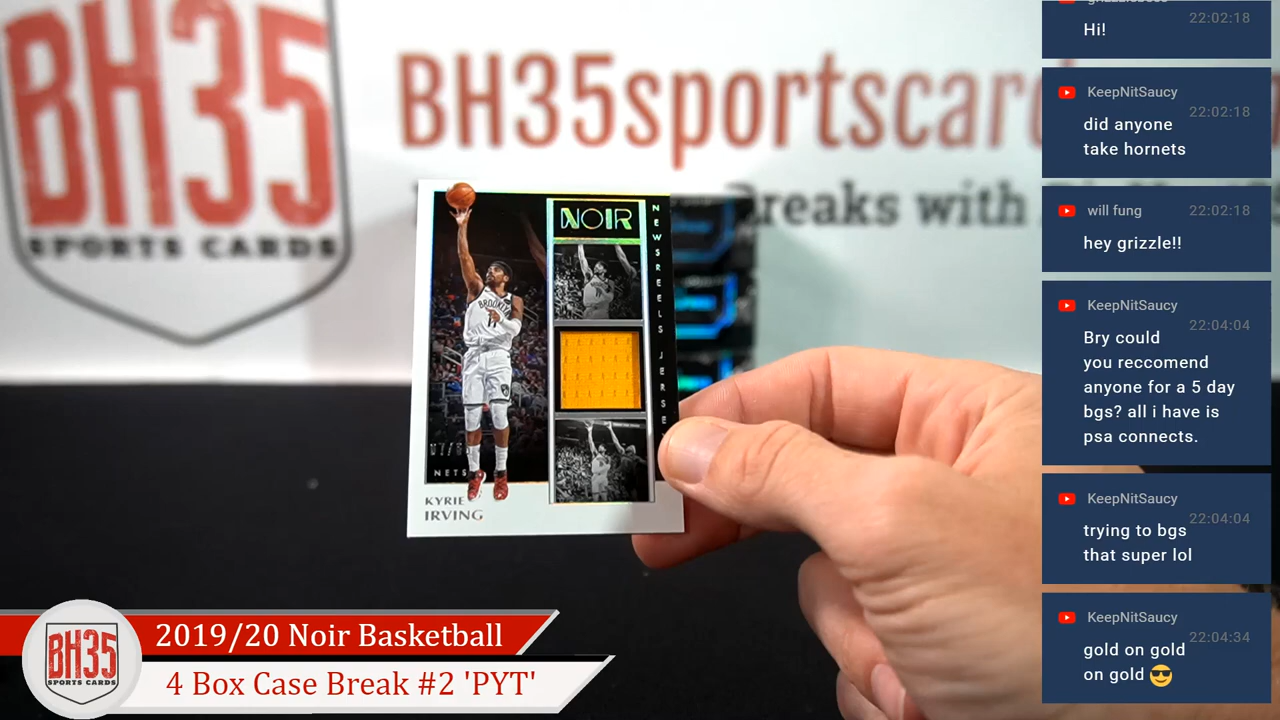 BH35
SPORTS CARDS
BH35sportscard
reaks with
NOIR
NEWSREELS JERSE
BROOKLYN
11
NETS
KYRIE
IRVING
BH35
SPORTS CARDS
2019/20 Noir Basketball
4 Box Case Break #2 'PYT'
22:02:18
Hi!
KeepNitSaucy
22:02:18
did anyone
take hornets
will fung
22:02:18
hey grizzle!!
KeepNitSaucy
22:04:04
Bry could
you reccomend
anyone for a 5 day
bgs? all i have is
psa connects.
KeepNitSaucy
22:04:04
trying to bgs
that super lol
KeepNitSaucy
22:04:34
gold on gold
on gold 😎